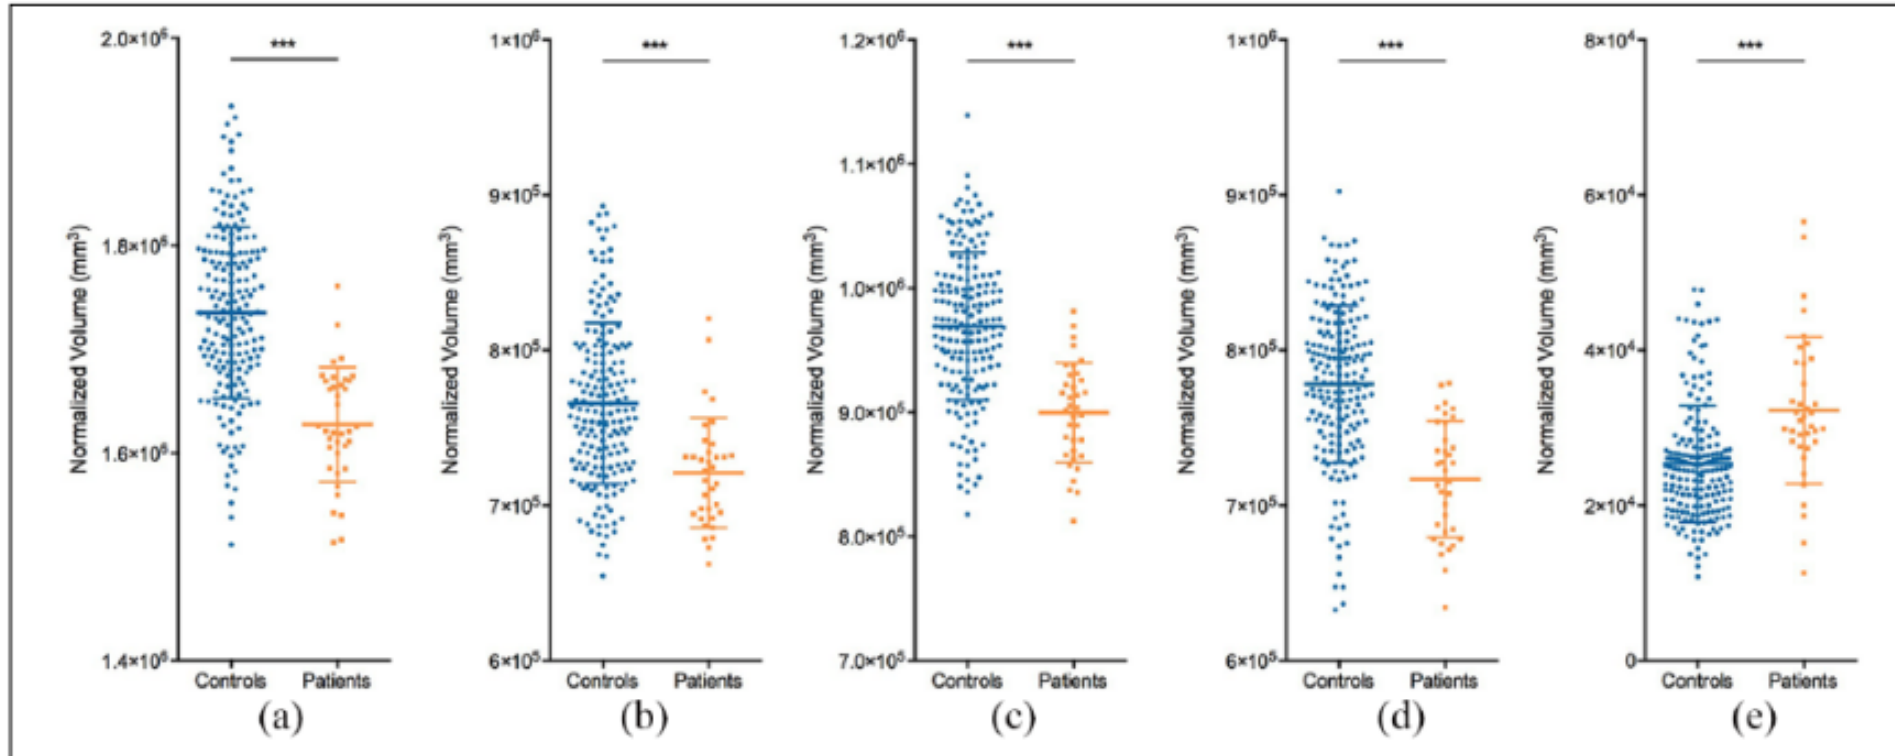 ***
2.0×10⁶
1.8×10⁶
1.6×10⁶
1.4×10⁶
Normalized Volume (mm³)
Controls Patients
(a)
***
1×10⁶
9×10⁵
8×10⁵
7×10⁵
6×10⁵
Normalized Volume (mm³)
Controls Patients
(b)
***
1.2×10⁶
1.1×10⁶
1.0×10⁶
9.0×10⁵
8.0×10⁵
7.0×10⁵
Normalized Volume (mm³)
Controls Patients
(c)
***
1×10⁶
9×10⁵
8×10⁵
7×10⁵
6×10⁵
Normalized Volume (mm³)
Controls Patients
(d)
***
8×10⁴
6×10⁴
4×10⁴
2×10⁴
0
Normalized Volume (mm³)
Controls Patients
(e)